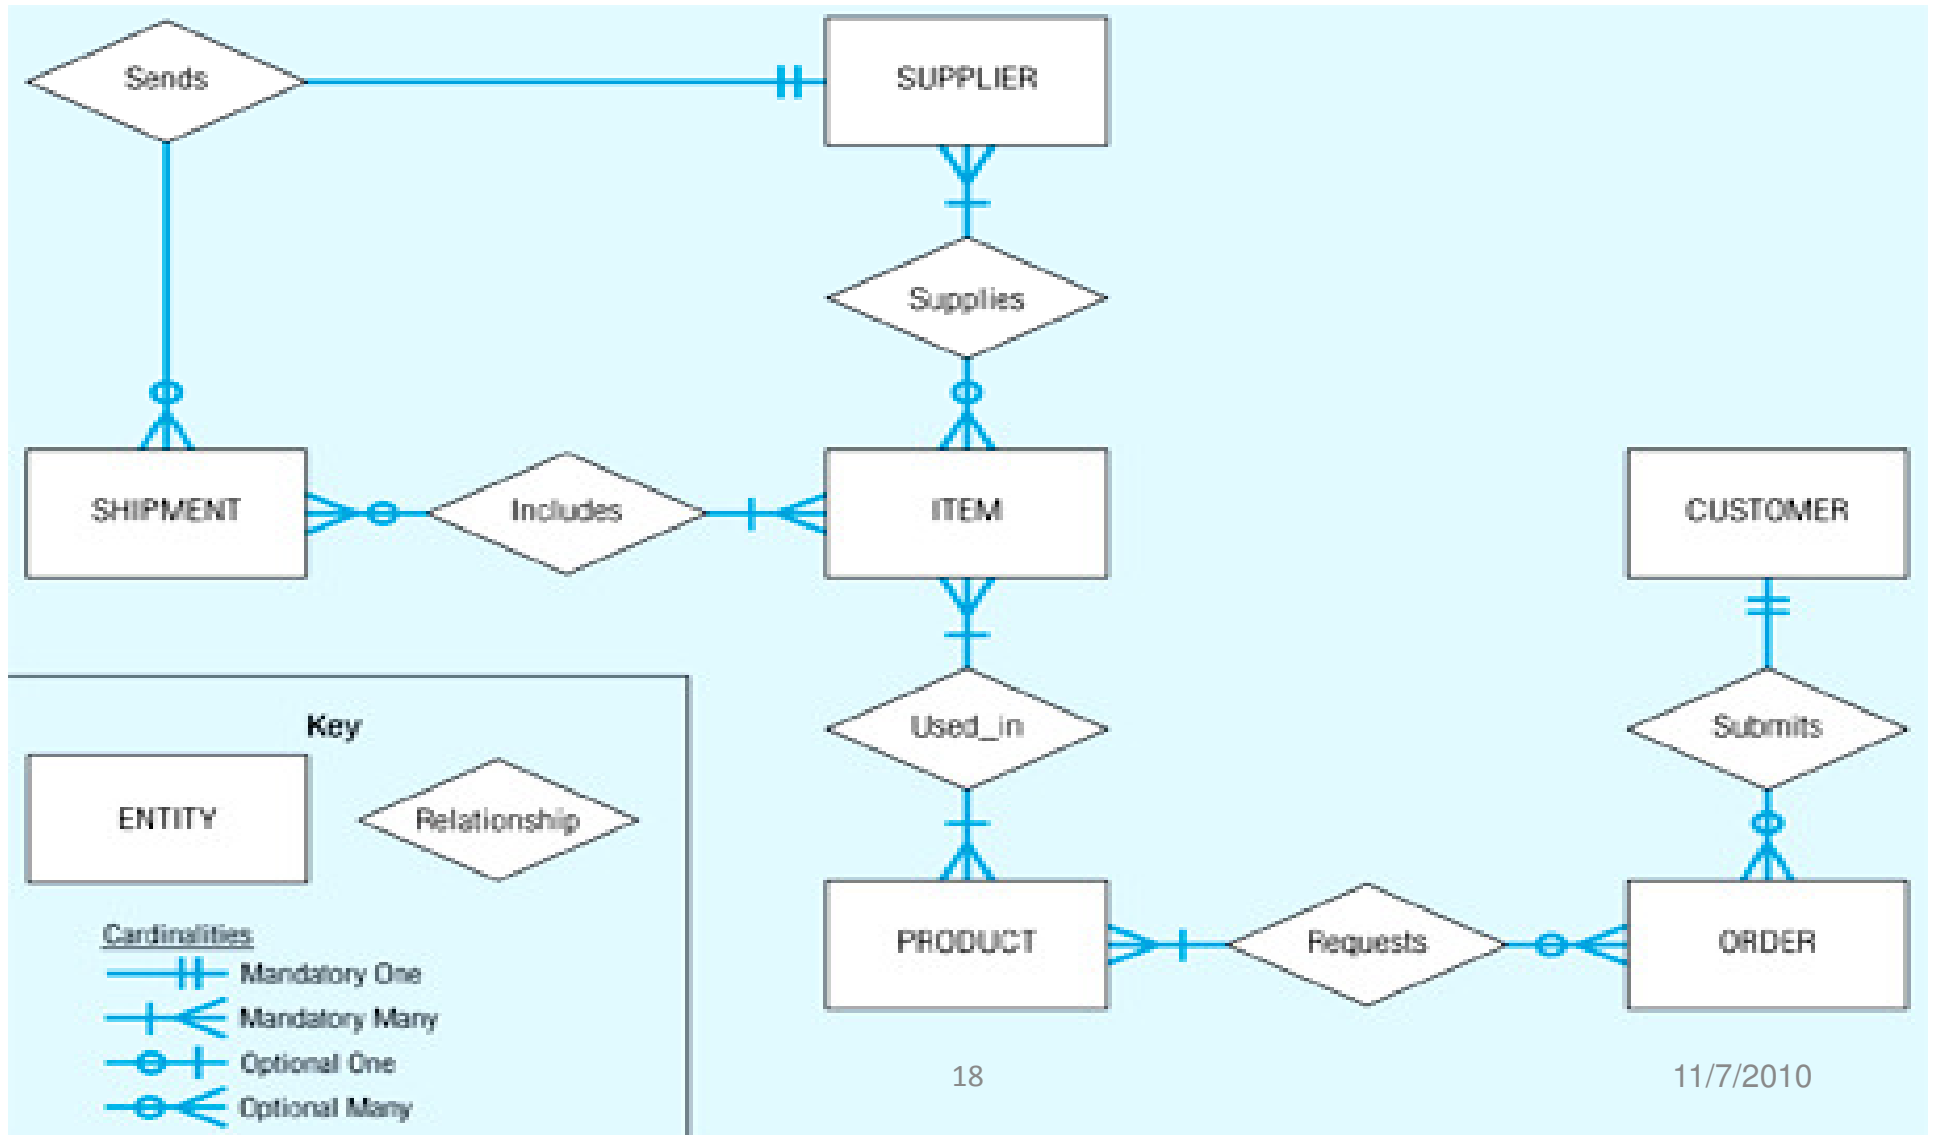 Sends
SUPPLIER
Supplies
SHIPMENT
Includes
ITEM
CUSTOMER
Used_in
Submits
PRODUCT
Requests
ORDER
Key
ENTITY
Relationship
Cardinalities
Mandatory One
Mandatory Many
Optional One
Optional Many
18
11/7/2010